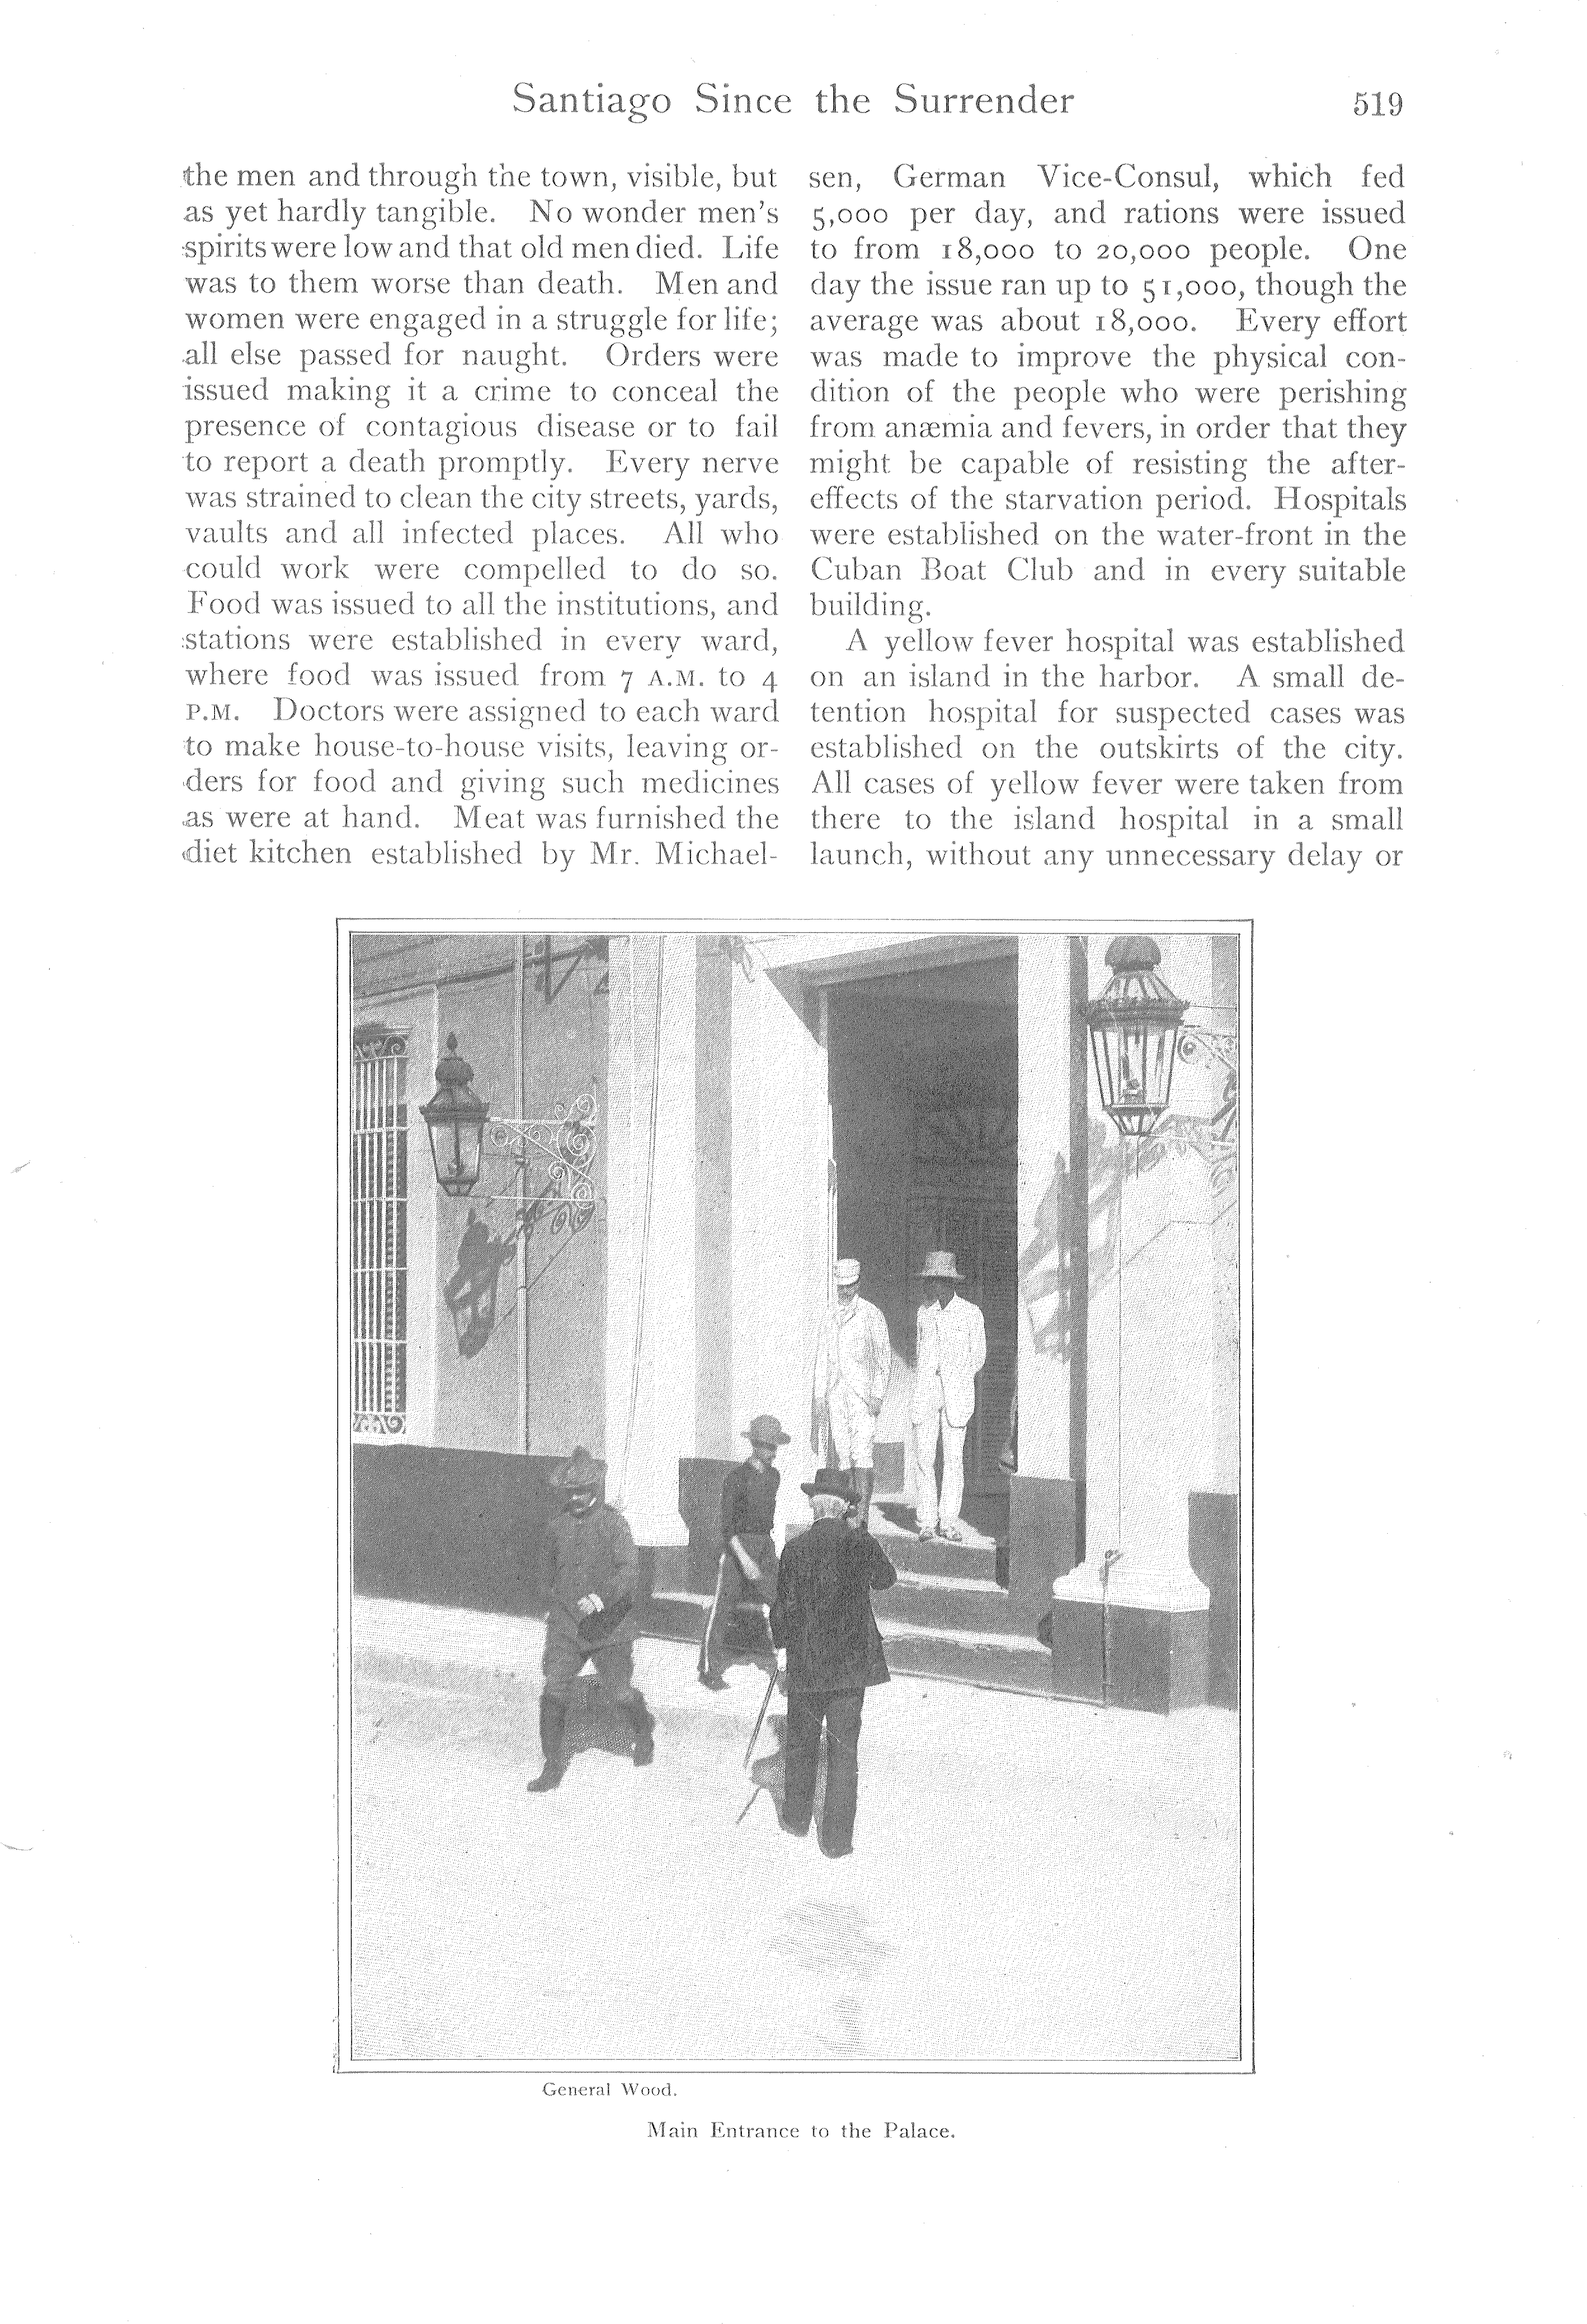 Santiago Since the Surrender 519
the men and through the town, visible, but
as yet hardly tangible. No wonder men's
spirits were low and that old men died. Life
was to them worse than death. Men and
women were engaged in a struggle for life;
all else passed for naught. Orders were
issued making it a crime to conceal the
presence of contagious disease or to fail
to report a death promptly. Every nerve
was strained to clean the city streets, yards,
vaults and all infected places. All who
could work were compelled to do so.
Food was issued to all the institutions, and
stations were established in every ward,
where food was issued from 7 A.M. to 4
P.M. Doctors were assigned to each ward
to make house-to-house visits, leaving or-
ders for food and giving such medicines
as were at hand. Meat was furnished the
diet kitchen established by Mr. Michael-
sen, German Vice-Consul, which fed
5,000 per day, and rations were issued
to from 18,000 to 20,000 people. One
day the issue ran up to 51,000, though the
average was about 18,000. Every effort
was made to improve the physical con-
dition of the people who were perishing
from anæmia and fevers, in order that they
might be capable of resisting the after-
effects of the starvation period. Hospitals
were established on the water-front in the
Cuban Boat Club and in every suitable
building.
A yellow fever hospital was established
on an island in the harbor. A small de-
tention hospital for suspected cases was
established on the outskirts of the city.
All cases of yellow fever were taken from
there to the island hospital in a small
launch, without any unnecessary delay or
General Wood.
Main Entrance to the Palace.